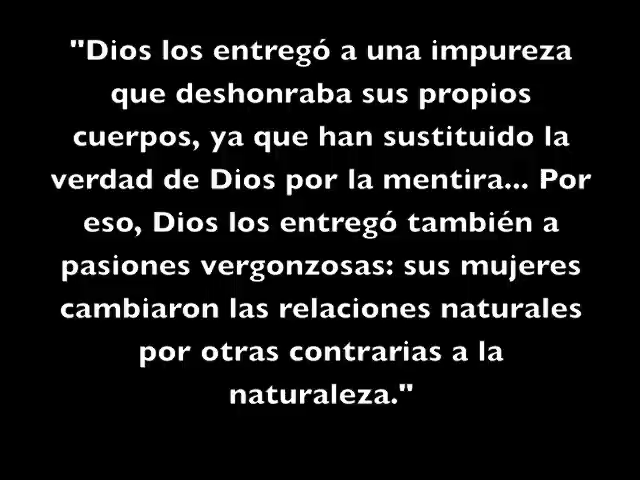 "Dios los entregó a una impureza
que deshonraba sus propios
cuerpos, ya que han sustituido la
verdad de Dios por la mentira... Por
eso, Dios los entregó también a
pasiones vergonzosas: sus mujeres
cambiaron las relaciones naturales
por otras contrarias a la
naturaleza."